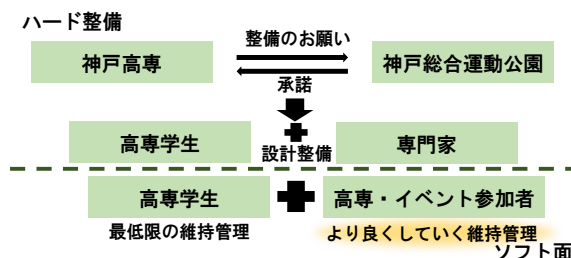 ハード整備
整備のお願い
神戸高専
神戸総合運動公園
承諾
高専学生
専門家
設計整備
高専学生
高専・イベント参加者
最低限の維持管理
より良くしていく維持管理
ソフト面